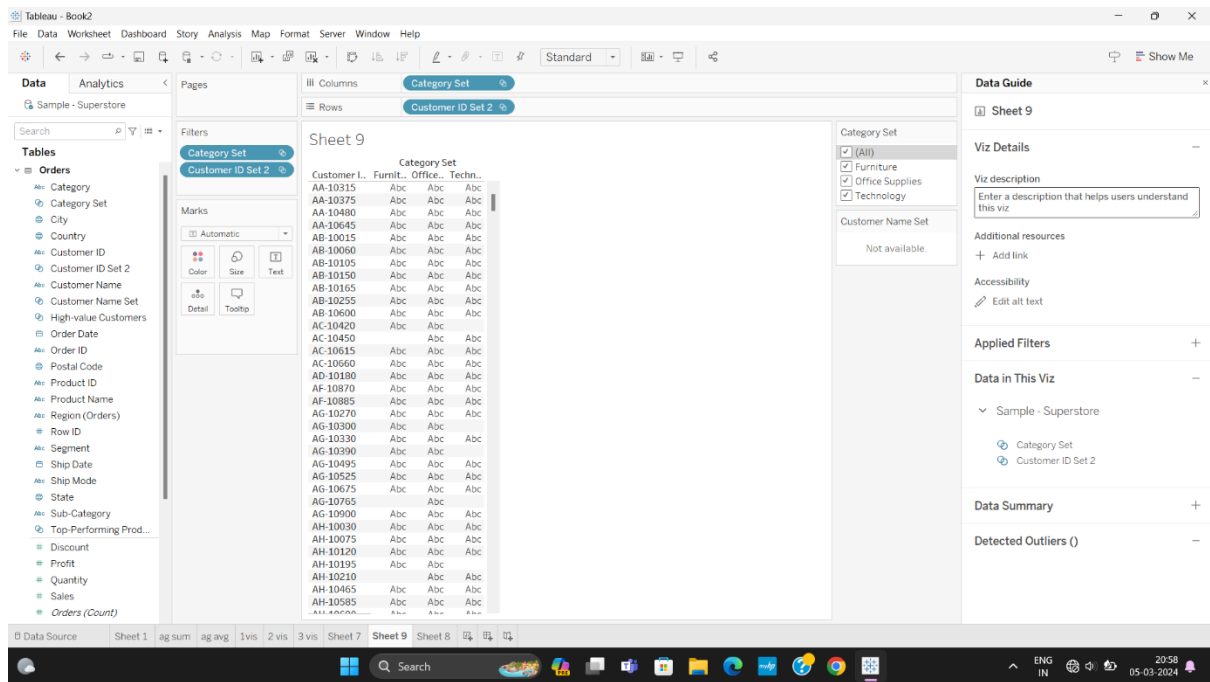 Tableau - Book2
File Data Worksheet Dashboard Story Analysis Map Format Server Window Help
Standard
Show Me
Data Analytics
Sample - Superstore
Search
Tables
Orders
Abc Category
Category Set
City
Country
Abc Customer ID
Customer ID Set 2
Abc Customer Name
Customer Name Set
High-value Customers
Order Date
Abc Order ID
Postal Code
Abc Product ID
Abc Product Name
Abc Region (Orders)
# Row ID
Abc Segment
Ship Date
Abc Ship Mode
State
Abc Sub-Category
Top-Performing Prod...
# Discount
# Profit
# Quantity
# Sales
# Orders (Count)
Pages
Filters
Category Set
Customer ID Set 2
Marks
Automatic
Color Size Text
Detail Tooltip
Columns Category Set
Rows Customer ID Set 2
Sheet 9
Category Set
Customer I.. Furnit.. Office.. Techn..
AA-10315 Abc Abc Abc
AA-10375 Abc Abc Abc
AA-10480 Abc Abc Abc
AA-10645 Abc Abc Abc
AB-10015 Abc Abc Abc
AB-10060 Abc Abc Abc
AB-10105 Abc Abc Abc
AB-10150 Abc Abc Abc
AB-10165 Abc Abc Abc
AB-10255 Abc Abc Abc
AB-10600 Abc Abc Abc
AC-10420 Abc Abc
AC-10450 Abc Abc
AC-10615 Abc Abc Abc
AC-10660 Abc Abc Abc
AD-10180 Abc Abc Abc
AF-10870 Abc Abc Abc
AF-10885 Abc Abc Abc
AG-10270 Abc Abc Abc
AG-10300 Abc Abc
AG-10330 Abc Abc Abc
AG-10390 Abc Abc
AG-10495 Abc Abc Abc
AG-10525 Abc Abc Abc
AG-10675 Abc Abc Abc
AG-10765 Abc
AG-10900 Abc Abc Abc
AH-10030 Abc Abc Abc
AH-10075 Abc Abc Abc
AH-10120 Abc Abc Abc
AH-10195 Abc Abc
AH-10210 Abc Abc
AH-10465 Abc Abc Abc
AH-10585 Abc Abc Abc
Category Set
(All)
Furniture
Office Supplies
Technology
Customer Name Set
Not available.
Data Guide
Sheet 9
Viz Details
Viz description
Enter a description that helps users understand
this viz
Additional resources
Add link
Accessibility
Edit alt text
Applied Filters
Data in This Viz
Sample - Superstore
Category Set
Customer ID Set 2
Data Summary
Detected Outliers ()
Data Source Sheet 1 ag sum ag avg 1vis 2 vis 3 vis Sheet 7 Sheet 9 Sheet 8
Search
ENG
IN
20:58
05-03-2024